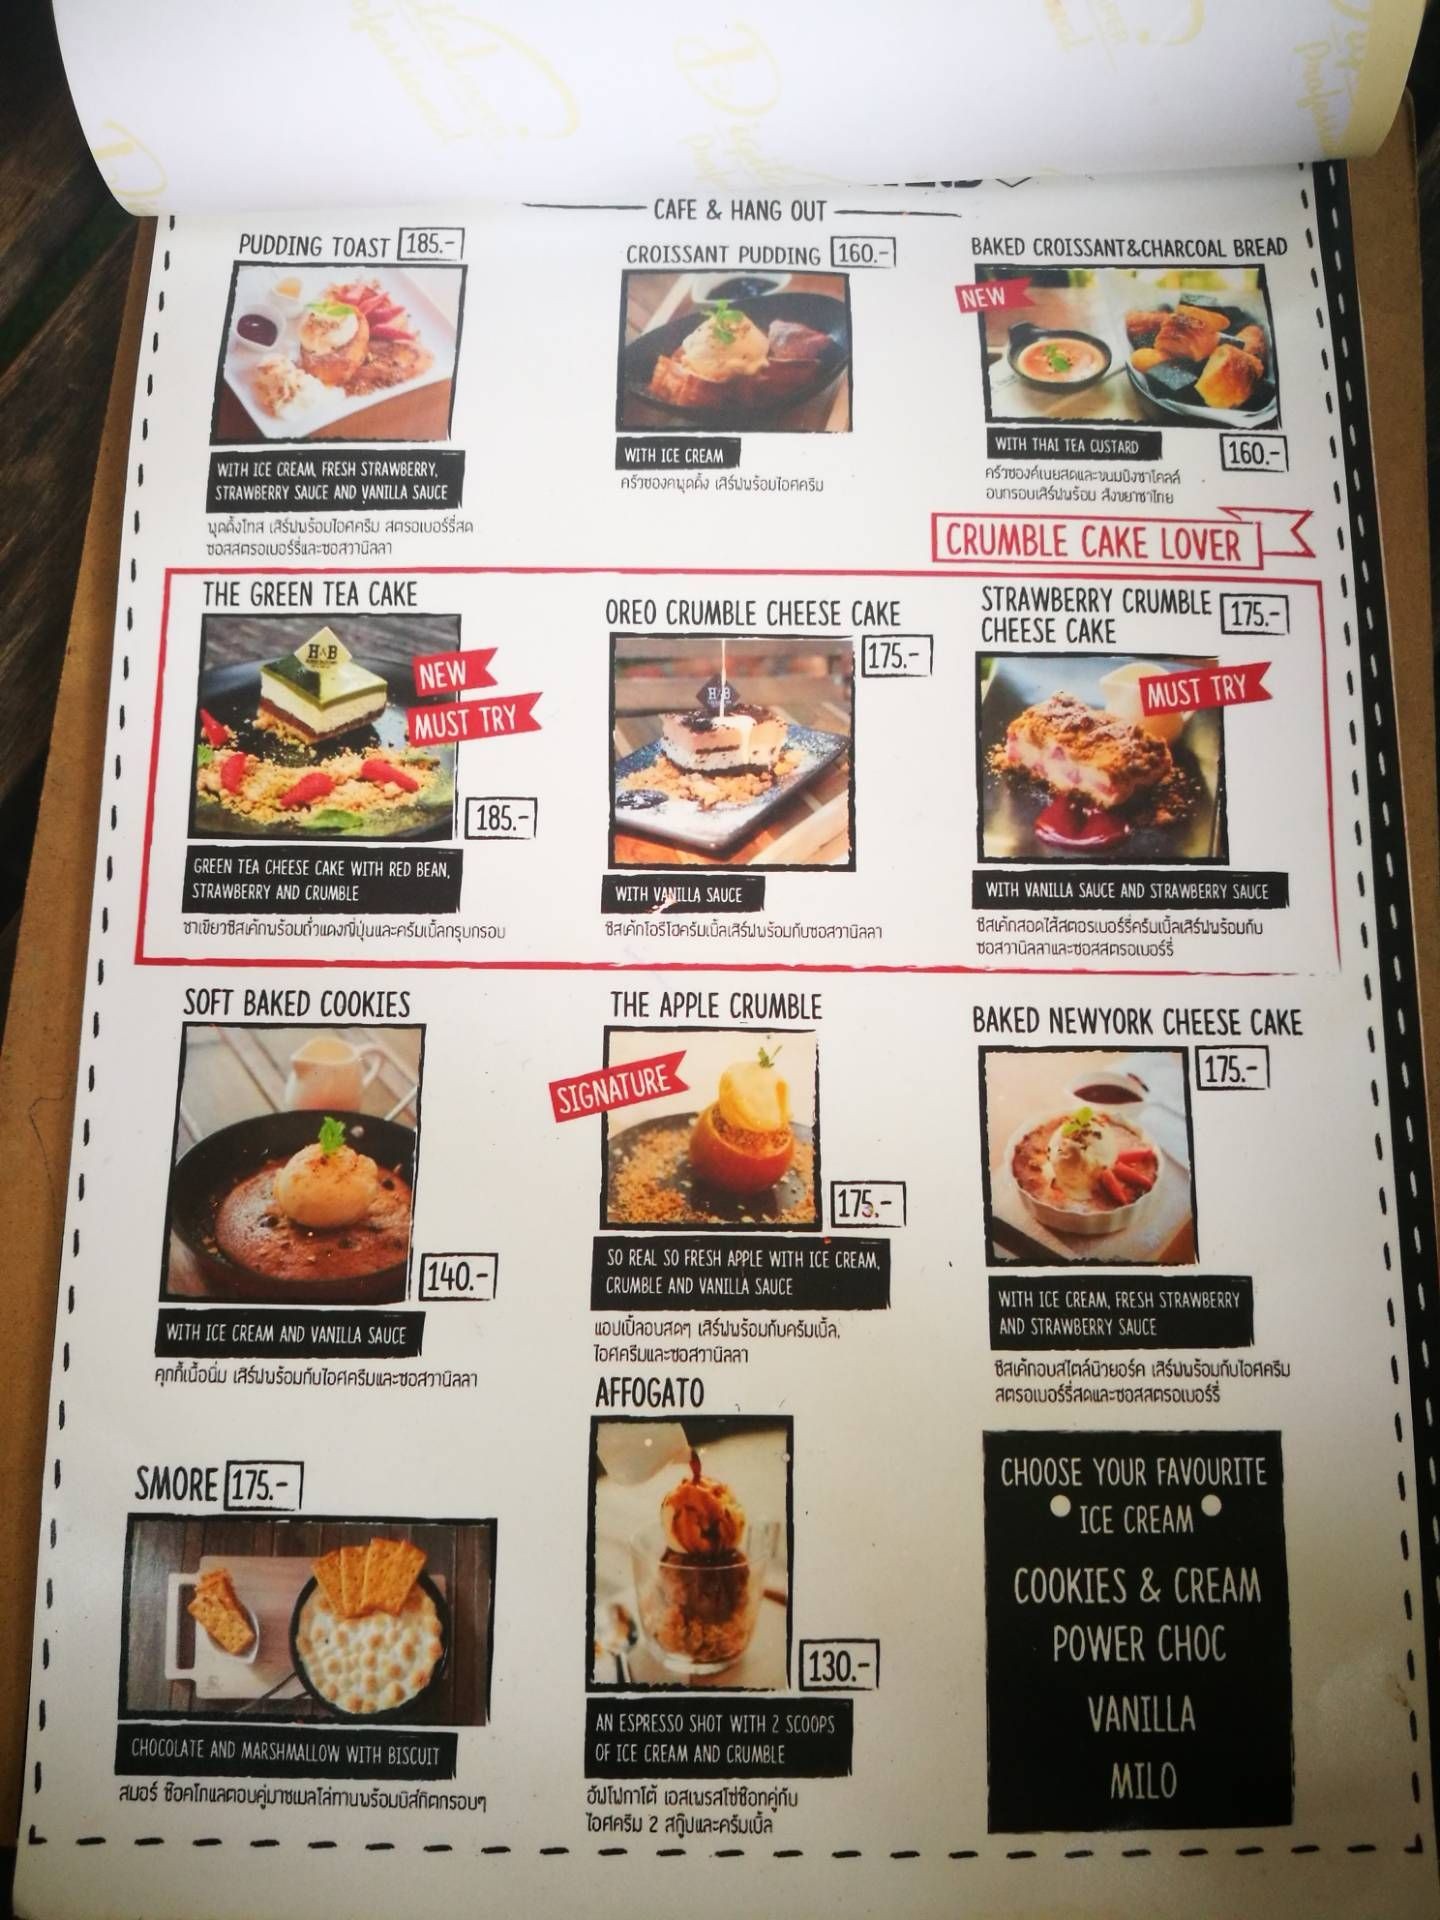 CAFE & HANG OUT
PUDDING TOAST 185.-
WITH ICE CREAM, FRESH STRAWBERRY,
STRAWBERRY SAUCE AND VANILLA SAUCE
พุดดิ้งโทส เสิร์ฟพร้อมไอศครีม สตรอเบอร์รี่สด
ซอสสตรอเบอร์รี่และซอสวานิลลา
CROISSANT PUDDING 160.-
WITH ICE CREAM
ครัวซองคพุดดิ้ง เสิร์ฟพร้อมไอศครีม
BAKED CROISSANT&CHARCOAL BREAD
NEW
WITH THAI TEA CUSTARD
160.-
ครัวซองค์เนยสดและขนมปังชาโคลล์
อบกรอบเสิร์ฟพร้อม สังขยาชาไทย
CRUMBLE CAKE LOVER
THE GREEN TEA CAKE
H B
NEW
MUST TRY
185.-
GREEN TEA CHEESE CAKE WITH RED BEAN,
STRAWBERRY AND CRUMBLE
ชาเขียวชีสเค้กพร้อมถั่วแดงญี่ปุ่นและครัมเบิ้ลกรุบกรอบ
OREO CRUMBLE CHEESE CAKE
175.-
H B
WITH VANILLA SAUCE
ชีสเค้กโอรีโอครัมเบิ้ลเสิร์ฟพร้อมกับซอสวานิลลา
STRAWBERRY CRUMBLE
CHEESE CAKE
175.-
MUST TRY
WITH VANILLA SAUCE AND STRAWBERRY SAUCE
ชีสเค้กสอดไส้สตอรเบอร์รี่ครัมเบิ้ลเสิร์ฟพร้อมกับ
ซอสวานิลลาและซอสสตรอเบอร์รี่
SOFT BAKED COOKIES
140.-
WITH ICE CREAM AND VANILLA SAUCE
คุกกี้เนื้อนิ่ม เสิร์ฟพร้อมกับไอศครีมและซอสวานิลลา
THE APPLE CRUMBLE
SIGNATURE
175.-
SO REAL SO FRESH APPLE WITH ICE CREAM,
CRUMBLE AND VANILLA SAUCE
แอปเปิ้ลอบสดๆ เสิร์ฟพร้อมกับครัมเบิ้ล,
ไอศครีมและซอสวานิลลา
BAKED NEWYORK CHEESE CAKE
175.-
WITH ICE CREAM, FRESH STRAWBERRY
AND STRAWBERRY SAUCE
ชีสเค้กอบสไตล์นิวยอร์ค เสิร์ฟพร้อมกับไอศครีม
สตรอเบอร์รี่สดและซอสสตรอเบอร์รี่
SMORE 175.-
CHOCOLATE AND MARSHMALLOW WITH BISCUIT
สมอร์ ช๊อคโกแลตอบคู่มาชเมลโล่ทานพร้อมบิสกิตกรอบๆ
AFFOGATO
130.-
AN ESPRESSO SHOT WITH 2 SCOOPS
OF ICE CREAM AND CRUMBLE
อัฟโฟกาโต้ เอสเพรสโซ่ช๊อทคู่กับ
ไอศครีม 2 สกู๊ปและครัมเบิ้ล
CHOOSE YOUR FAVOURITE
ICE CREAM
COOKIES & CREAM
POWER CHOC
VANILLA
MILO